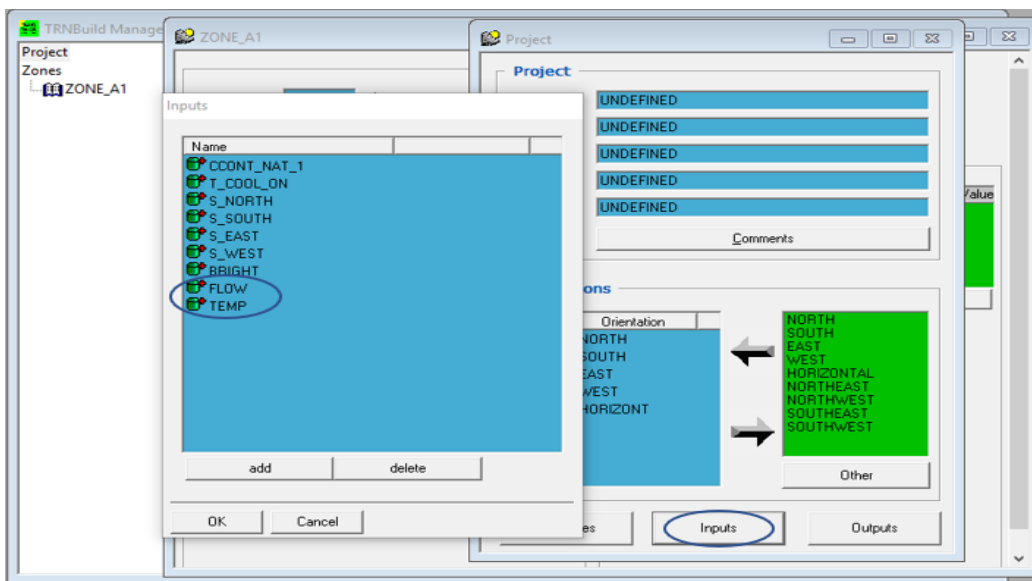 TRNBuild Manage
Project
Zones
ZONE_A1
ZONE_A1
Inputs
Name
CCONT_NAT_1
T_COOL_ON
S_NORTH
S_SOUTH
S_EAST
S_WEST
BRIGHT
FLOW
TEMP
add
delete
OK
Cancel
Project
Project
UNDEFINED
UNDEFINED
UNDEFINED
UNDEFINED
UNDEFINED
Comments
ons
Orientation
NORTH
SOUTH
EAST
WEST
HORIZONT
NORTH
SOUTH
EAST
WEST
HORIZONTAL
NORTHEAST
NORTHWEST
SOUTHEAST
SOUTHWEST
Other
es
Inputs
Outputs
Value